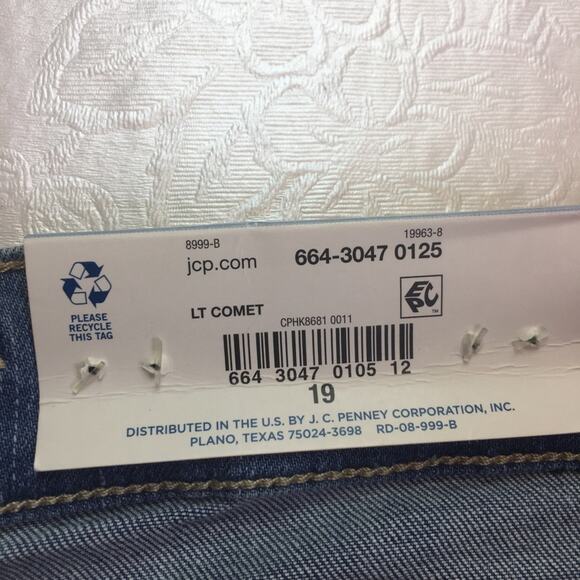 8999-B
19963-8
jcp.com
664-3047 0125
PLEASE
RECYCLE
THIS TAG
LT COMET
EPC™
CPHK8681 0011
664 3047 0105 12
19
DISTRIBUTED IN THE U.S. BY J. C. PENNEY CORPORATION, INC.
PLANO, TEXAS 75024-3698 RD-08-999-B